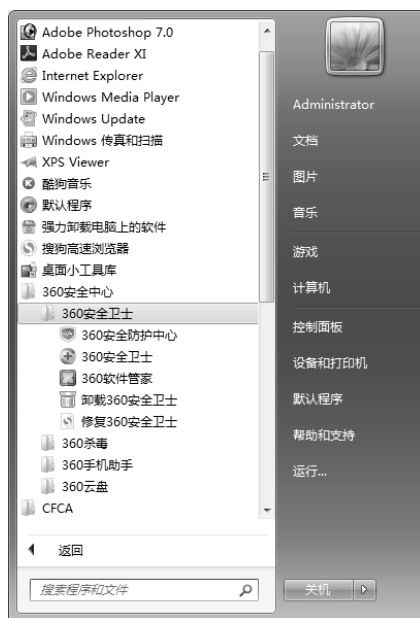 Adobe Photoshop 7.0
Adobe Reader XI
Internet Explorer
Windows Media Player
Windows Update
Windows 传真和扫描
XPS Viewer
酷狗音乐
默认程序
强力卸载电脑上的软件
搜狗高速浏览器
桌面小工具库
360安全中心
360安全卫士
360安全防护中心
360安全卫士
360软件管家
卸载360安全卫士
修复360安全卫士
360杀毒
360手机助手
360云盘
CFCA
返回
搜索程序和文件
Administrator
文档
图片
音乐
游戏
计算机
控制面板
设备和打印机
默认程序
帮助和支持
运行...
关机